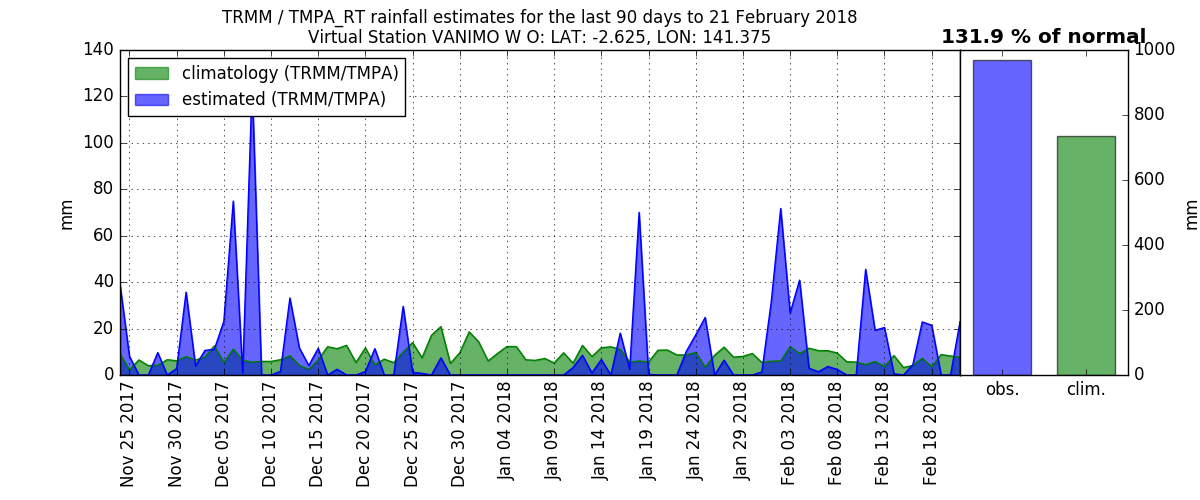 TRMM / TMPA_RT rainfall estimates for the last 90 days to 21 February 2018
Virtual Station VANIMO W O: LAT: -2.625, LON: 141.375
131.9 % of normal
climatology (TRMM/TMPA)
estimated (TRMM/TMPA)
140
120
100
80
60
40
20
0
mm
Nov 25 2017
Nov 30 2017
Dec 05 2017
Dec 10 2017
Dec 15 2017
Dec 20 2017
Dec 25 2017
Dec 30 2017
Jan 04 2018
Jan 09 2018
Jan 14 2018
Jan 19 2018
Jan 24 2018
Jan 29 2018
Feb 03 2018
Feb 08 2018
Feb 13 2018
Feb 18 2018
1000
800
600
400
200
0
mm
obs.
clim.